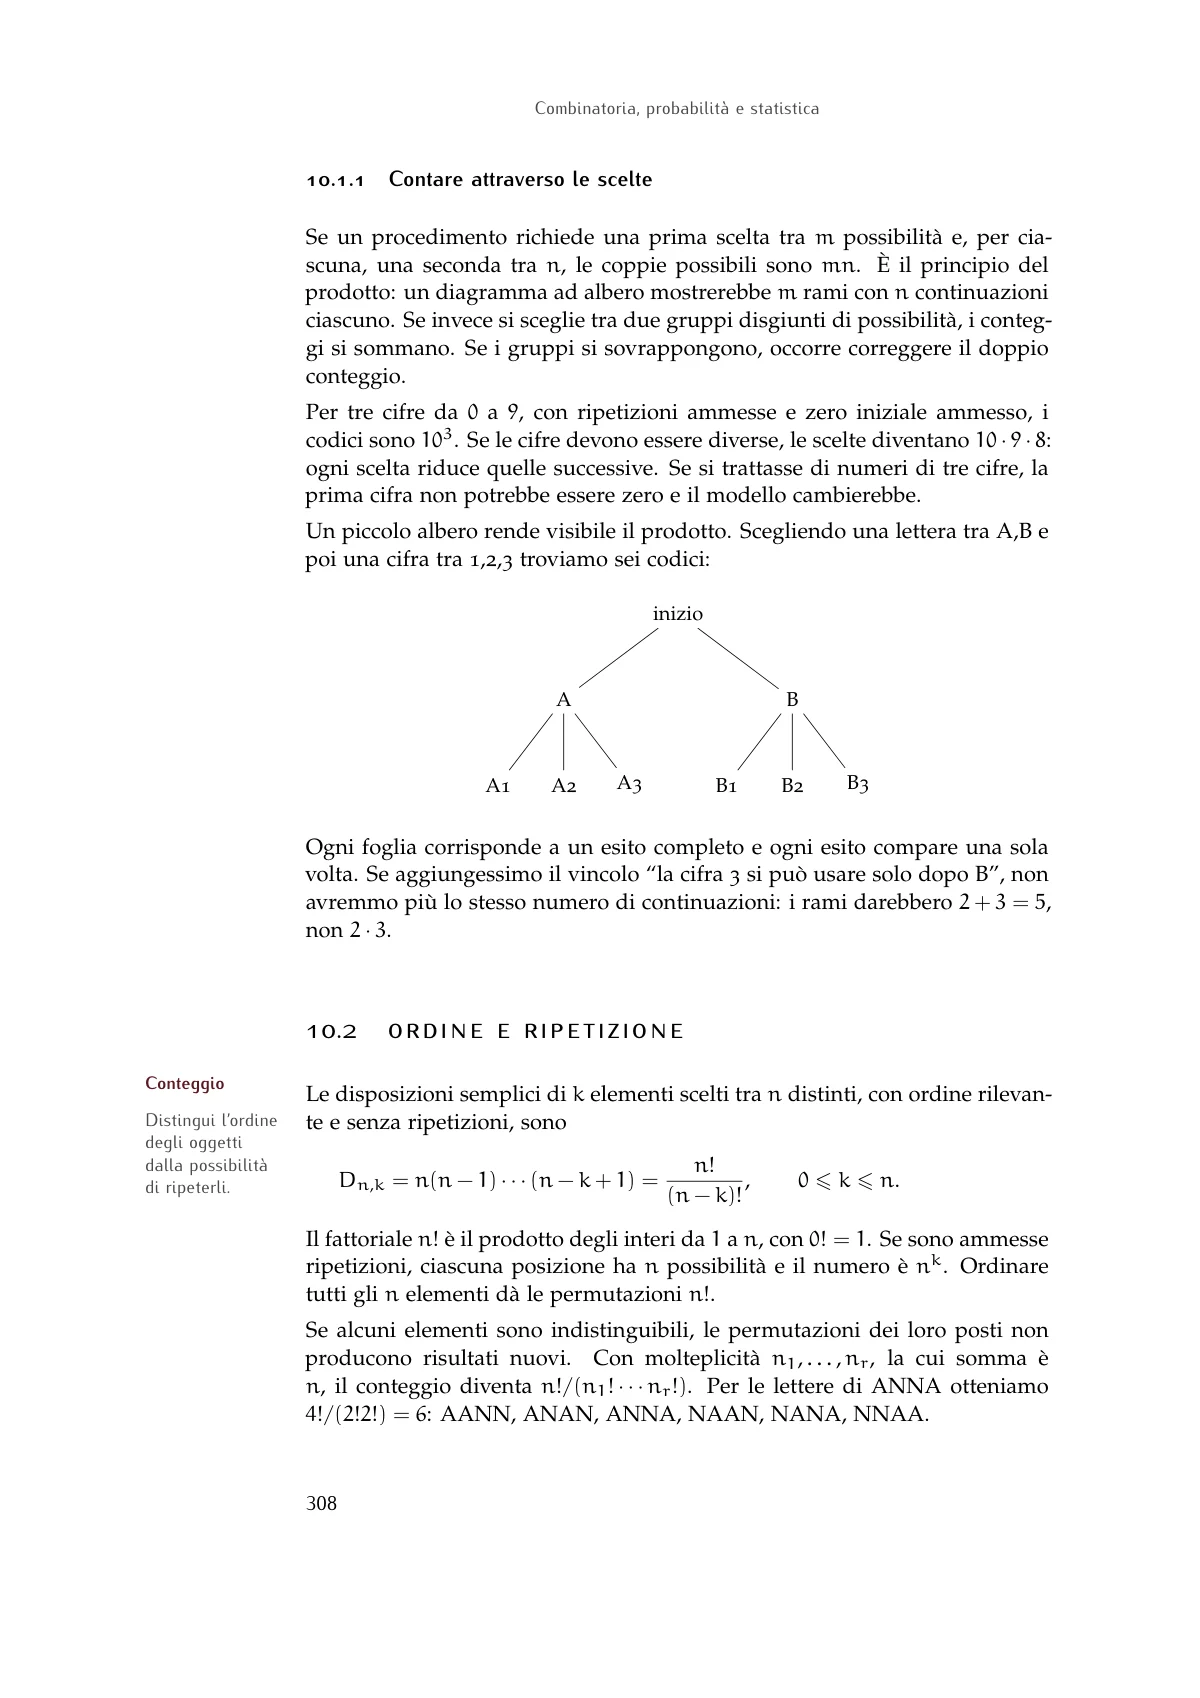 Combinatoria, probabilità e statistica
10.1.1 Contare attraverso le scelte
Se un procedimento richiede una prima scelta tra m possibilità e, per cia-
scuna, una seconda tra n, le coppie possibili sono mn. È il principio del
prodotto: un diagramma ad albero mostrerebbe m rami con n continuazioni
ciascuno. Se invece si sceglie tra due gruppi disgiunti di possibilità, i conteg-
gi si sommano. Se i gruppi si sovrappongono, occorre correggere il doppio
conteggio.
Per tre cifre da 0 a 9, con ripetizioni ammesse e zero iniziale ammesso, i
codici sono 10³. Se le cifre devono essere diverse, le scelte diventano 10 · 9 · 8:
ogni scelta riduce quelle successive. Se si trattasse di numeri di tre cifre, la
prima cifra non potrebbe essere zero e il modello cambierebbe.
Un piccolo albero rende visibile il prodotto. Scegliendo una lettera tra A,B e
poi una cifra tra 1,2,3 troviamo sei codici:
inizio
A B
A1 A2 A3 B1 B2 B3
Ogni foglia corrisponde a un esito completo e ogni esito compare una sola
volta. Se aggiungessimo il vincolo “la cifra 3 si può usare solo dopo B”, non
avremmo più lo stesso numero di continuazioni: i rami darebbero 2 + 3 = 5,
non 2 · 3.
10.2 ORDINE E RIPETIZIONE
Conteggio
Distingui l'ordine
degli oggetti
dalla possibilità
di ripeterli.
Le disposizioni semplici di k elementi scelti tra n distinti, con ordine rilevan-
te e senza ripetizioni, sono
Dₙ,ₖ = n(n − 1) · · · (n − k + 1) = n! / (n − k)!, 0 ⩽ k ⩽ n.
Il fattoriale n! è il prodotto degli interi da 1 a n, con 0! = 1. Se sono ammesse
ripetizioni, ciascuna posizione ha n possibilità e il numero è nᵏ. Ordinare
tutti gli n elementi dà le permutazioni n!.
Se alcuni elementi sono indistinguibili, le permutazioni dei loro posti non
producono risultati nuovi. Con molteplicità n₁, . . . , nᵣ, la cui somma è
n, il conteggio diventa n!/(n₁! · · · nᵣ!). Per le lettere di ANNA otteniamo
4!/(2!2!) = 6: AANN, ANAN, ANNA, NAAN, NANA, NNAA.
308